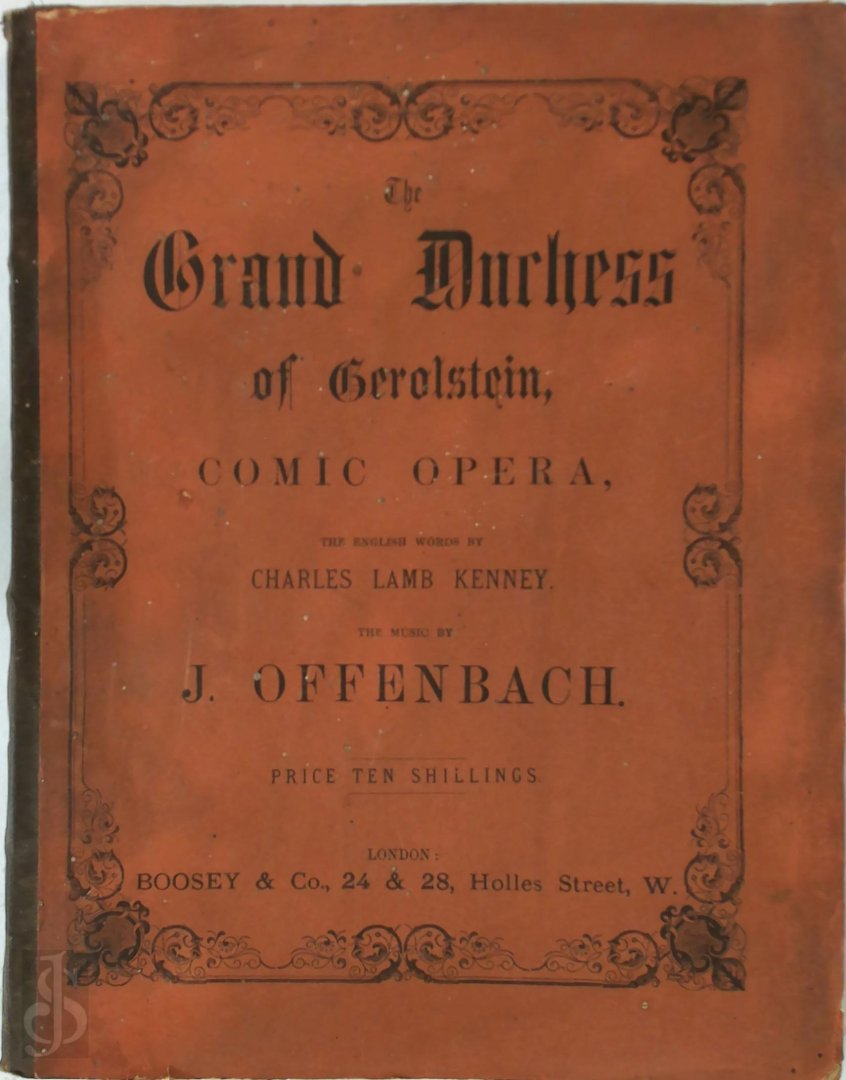 The
Grand Duchess
of Gerolstein,
COMIC OPERA,
THE ENGLISH WORDS BY
CHARLES LAMB KENNEY.
THE MUSIC BY
J. OFFENBACH.
PRICE TEN SHILLINGS.
LONDON:
BOOSEY & Co., 24 & 28, Holles Street, W.
JS